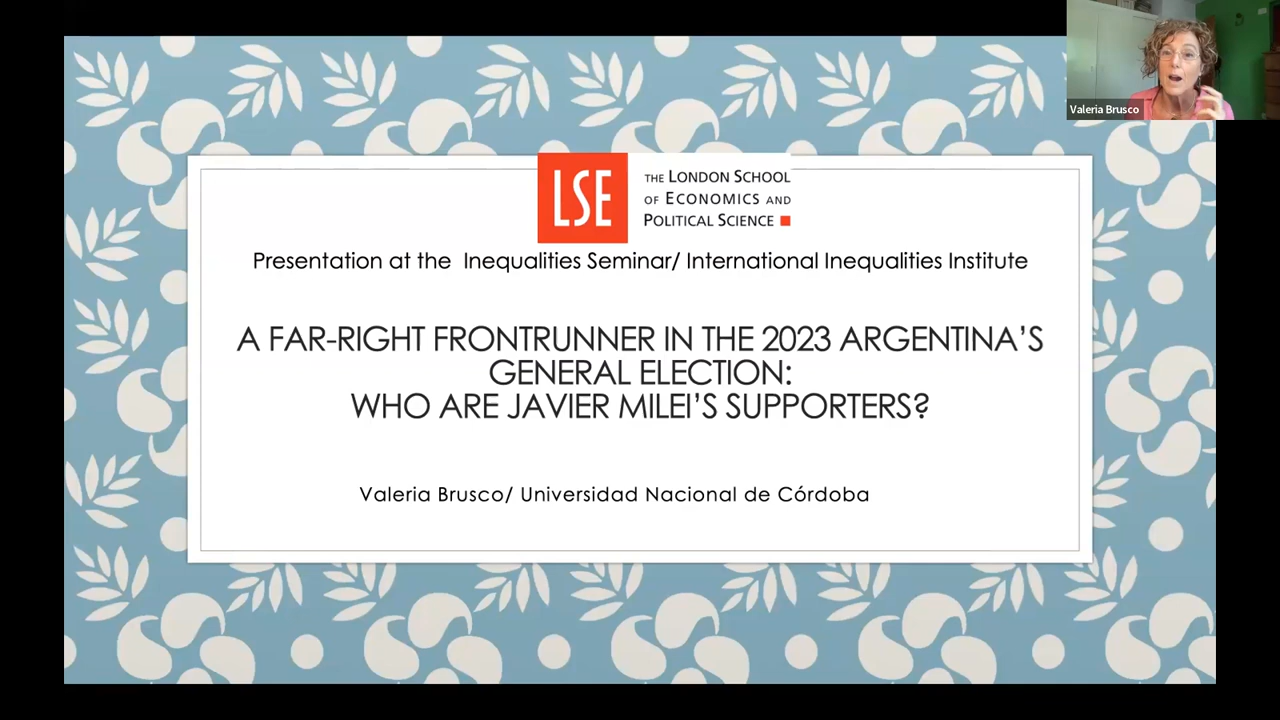 Valeria Brusco
LSE
THE LONDON SCHOOL
OF ECONOMICS AND
POLITICAL SCIENCE
Presentation at the Inequalities Seminar/ International Inequalities Institute
A FAR-RIGHT FRONTRUNNER IN THE 2023 ARGENTINA'S
GENERAL ELECTION:
WHO ARE JAVIER MILEI'S SUPPORTERS?
Valeria Brusco/ Universidad Nacional de Córdoba